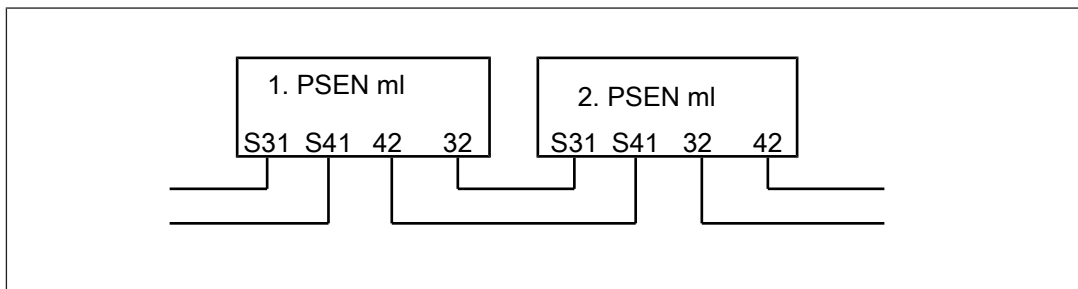 1. PSEN ml
S31 S41 42 32
2. PSEN ml
S31 S41 32 42